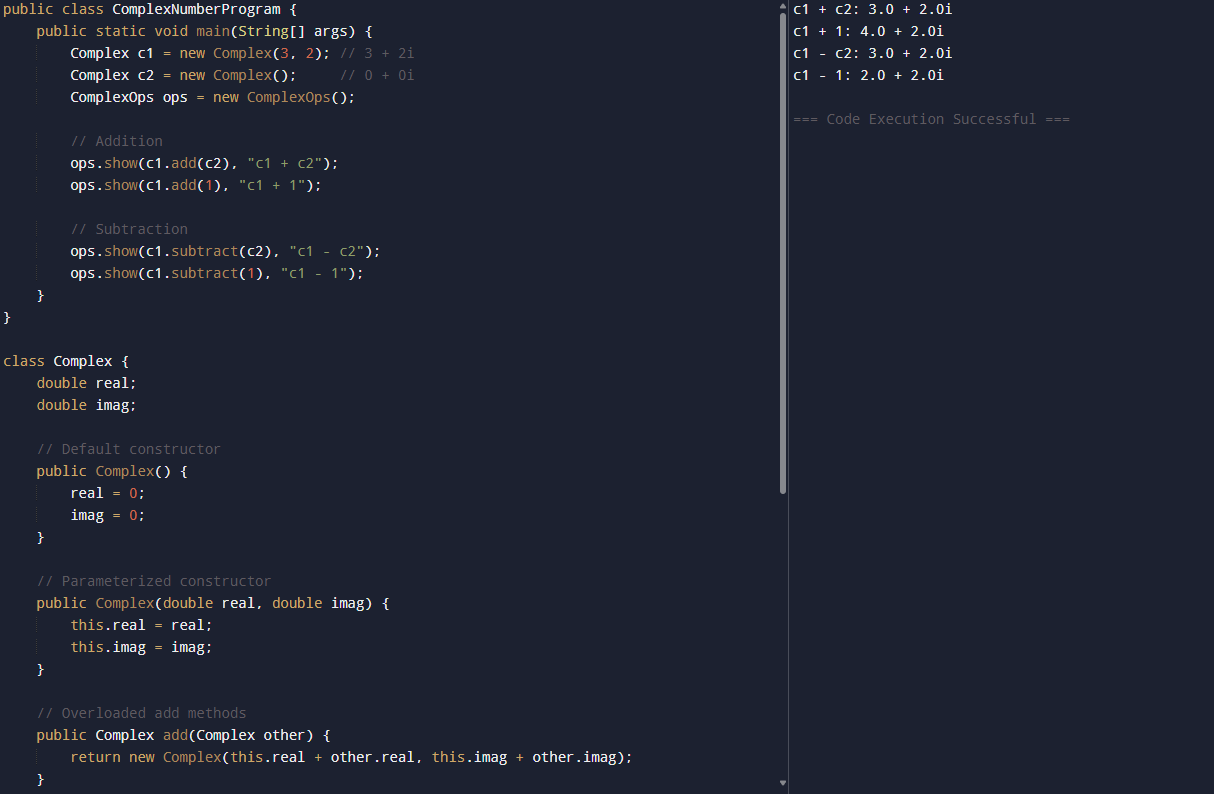 public class ComplexNumberProgram {
    public static void main(String[] args) {
        Complex c1 = new Complex(3, 2); // 3 + 2i
        Complex c2 = new Complex();     // 0 + 0i
        ComplexOps ops = new ComplexOps();

        // Addition
        ops.show(c1.add(c2), "c1 + c2");
        ops.show(c1.add(1), "c1 + 1");

        // Subtraction
        ops.show(c1.subtract(c2), "c1 - c2");
        ops.show(c1.subtract(1), "c1 - 1");
    }
}

class Complex {
    double real;
    double imag;

    // Default constructor
    public Complex() {
        real = 0;
        imag = 0;
    }

    // Parameterized constructor
    public Complex(double real, double imag) {
        this.real = real;
        this.imag = imag;
    }

    // Overloaded add methods
    public Complex add(Complex other) {
        return new Complex(this.real + other.real, this.imag + other.imag);
    }
c1 + c2: 3.0 + 2.0i
c1 + 1: 4.0 + 2.0i
c1 - c2: 3.0 + 2.0i
c1 - 1: 2.0 + 2.0i

=== Code Execution Successful ===